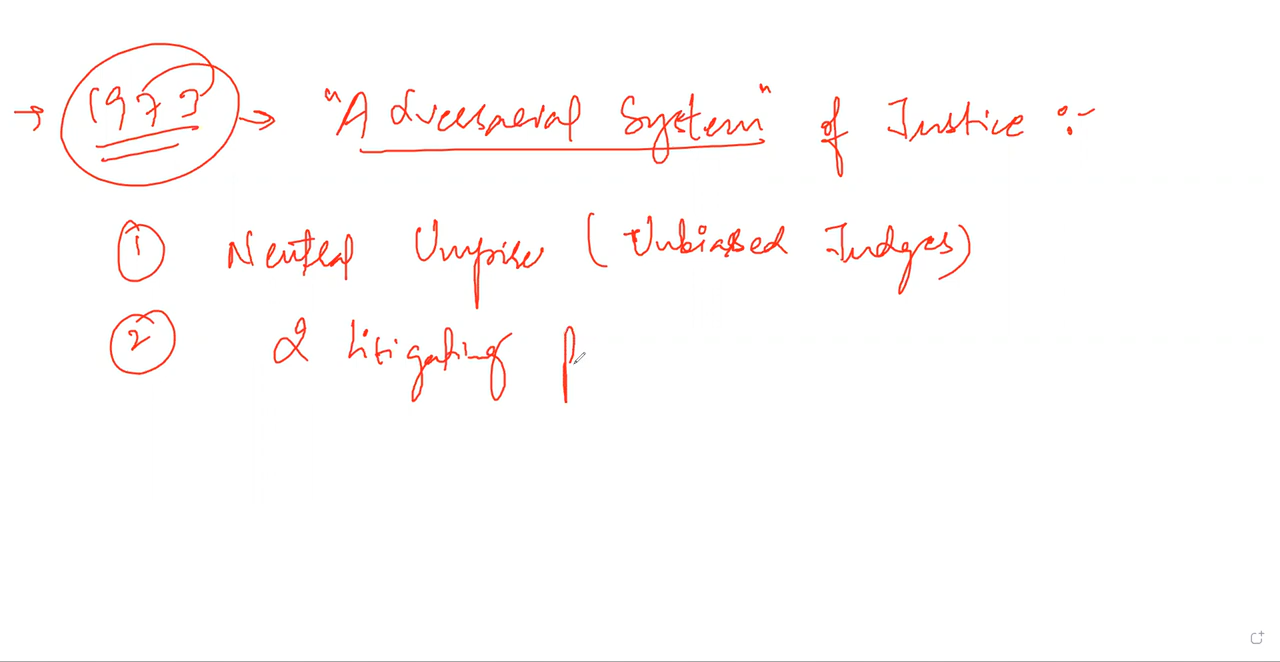 → 1973 → "Adversarial System" of Justice :-
① Neutral Umpire (Unbiased Judges)
② 2 litigating p